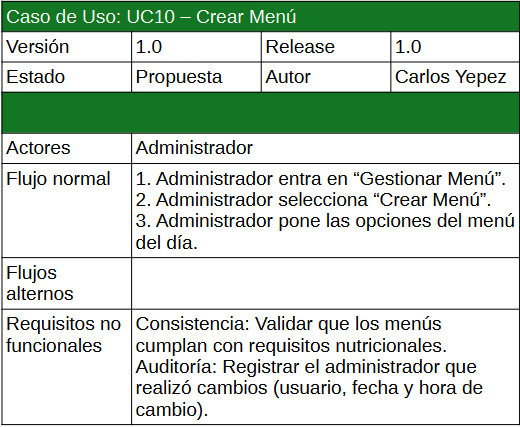 Caso de Uso: UC10 – Crear Menú
Versión 1.0 Release 1.0
Estado Propuesta Autor Carlos Yepez
Actores Administrador
Flujo normal 1. Administrador entra en “Gestionar Menú”.
2. Administrador selecciona “Crear Menú”.
3. Administrador pone las opciones del menú
del día.
Flujos
alternos
Requisitos no
funcionales
Consistencia: Validar que los menús
cumplan con requisitos nutricionales.
Auditoría: Registrar el administrador que
realizó cambios (usuario, fecha y hora de
cambio).